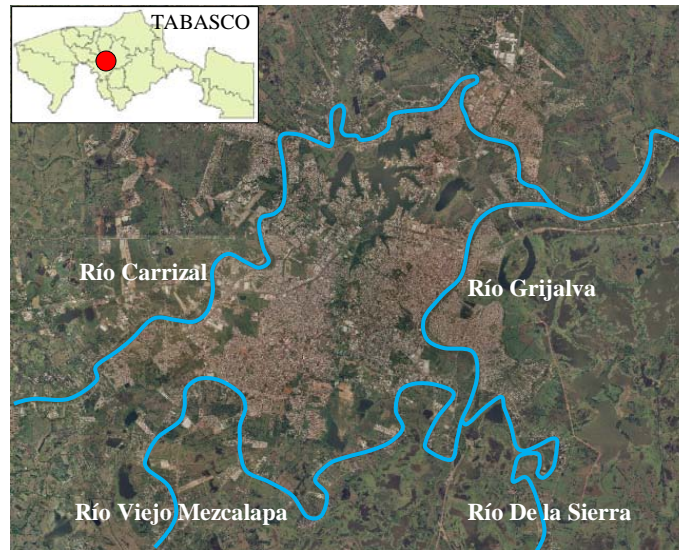 TABASCO
Río Carrizal
Río Grijalva
Río Viejo Mezcalapa
Río De la Sierra